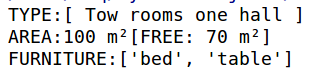 TYPE:[ Tow rooms one hall ]
AREA:100 m²[FREE: 70 m²]
FURNITURE:['bed', 'table']